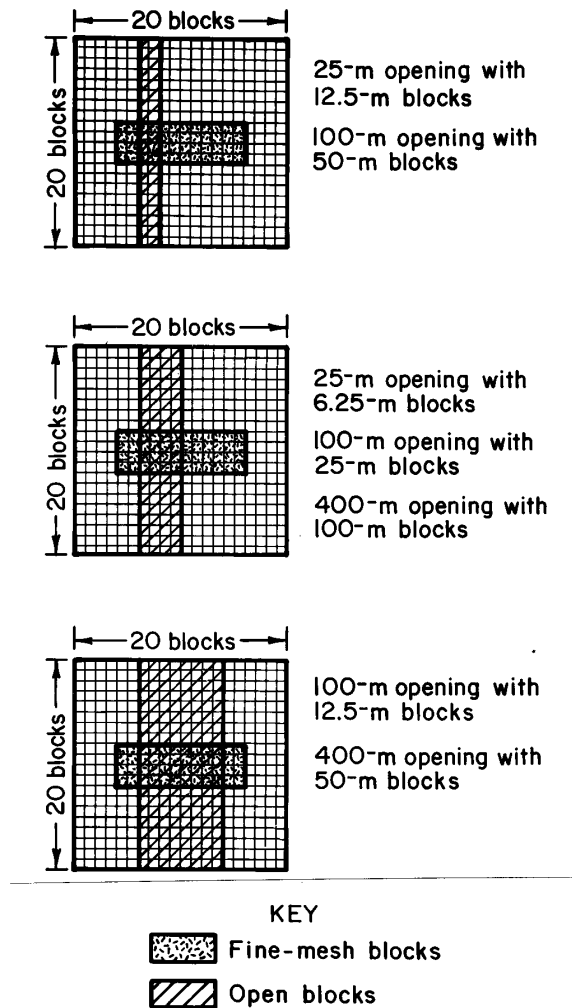 20 blocks
20 blocks
25-m opening with
12.5-m blocks
100-m opening with
50-m blocks
20 blocks
20 blocks
25-m opening with
6.25-m blocks
100-m opening with
25-m blocks
400-m opening with
100-m blocks
20 blocks
20 blocks
100-m opening with
12.5-m blocks
400-m opening with
50-m blocks
KEY
Fine-mesh blocks
Open blocks